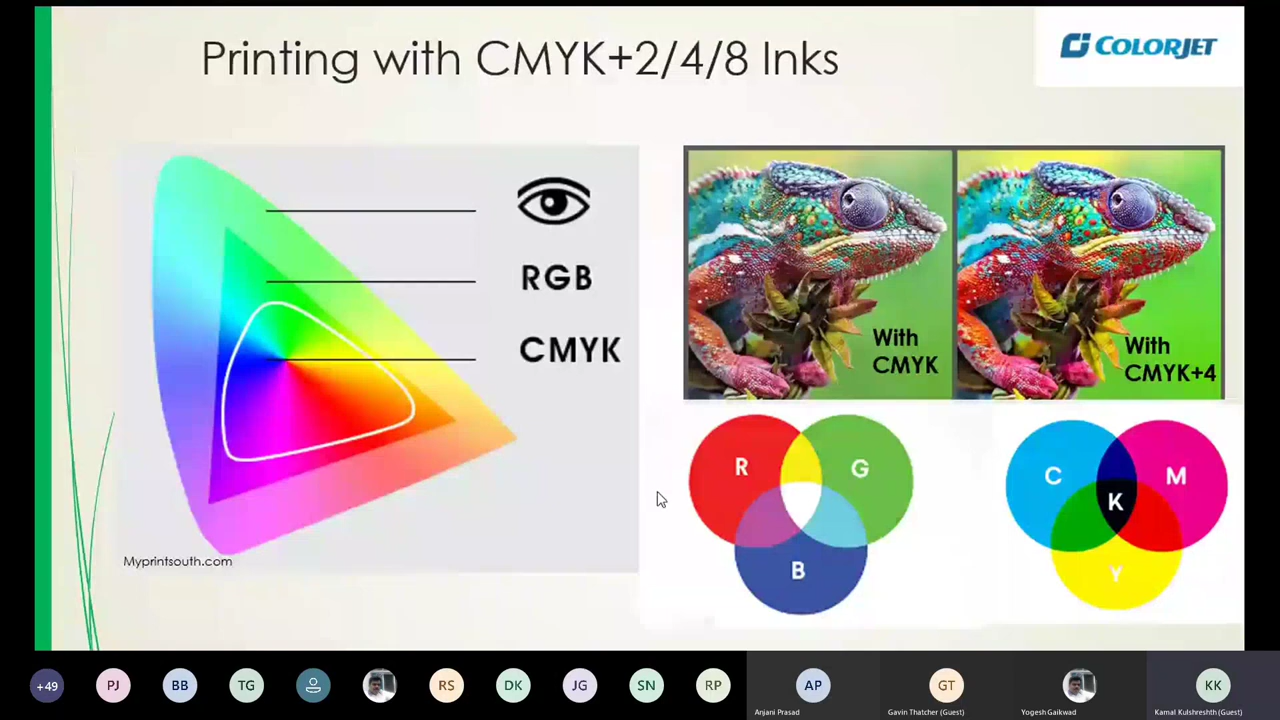 Printing with CMYK+2/4/8 Inks
COLORJET
RGB
CMYK
Myprintsouth.com
With
CMYK
With
CMYK+4
R
G
B
C
M
K
Y
+49
PJ
BB
TG
RS
DK
JG
SN
RP
AP
GT
KK
Anjani Prasad
Gavin Thatcher (Guest)
Yogesh Gaikwad
Kamal Kulshreshth (Guest)